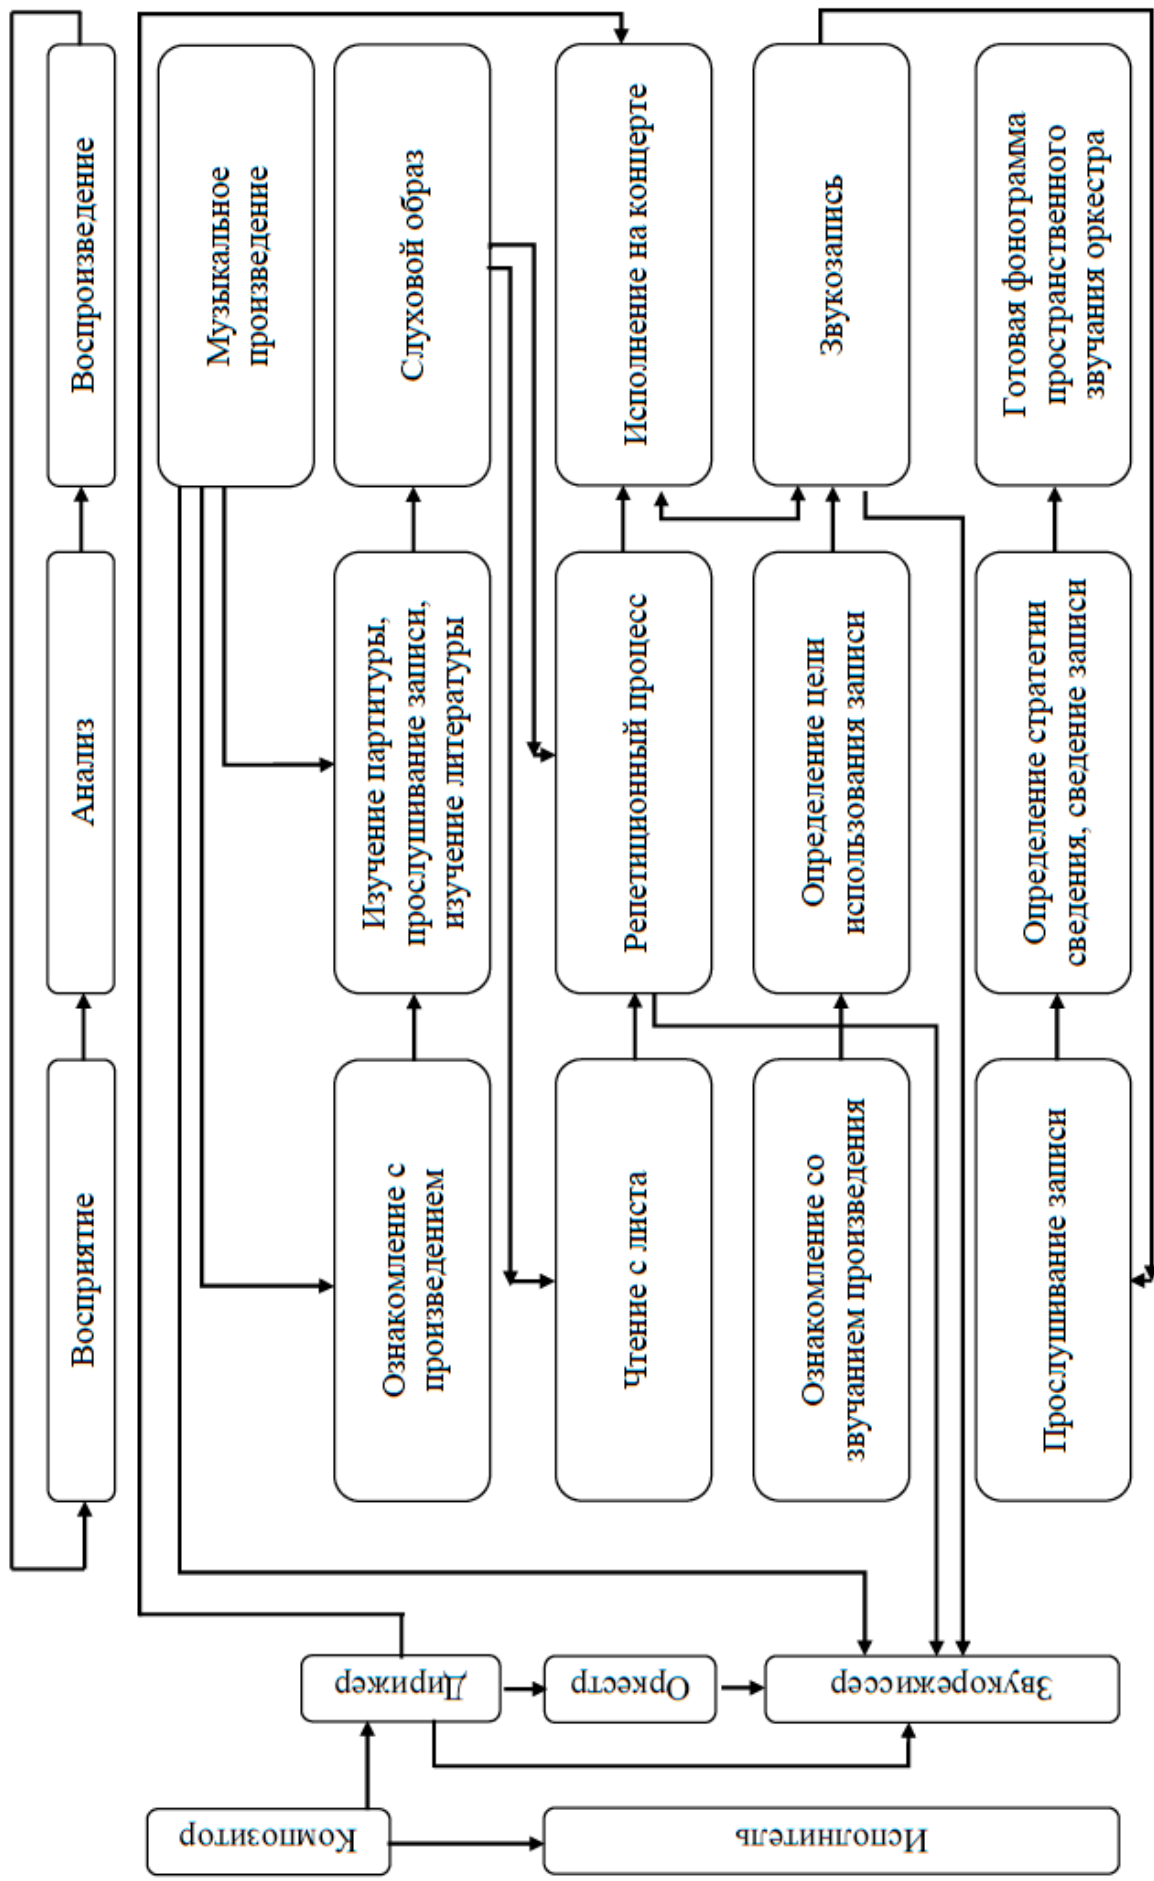 Восприятие
Анализ
Воспроизведение
Композитор
Музыкальное
произведение
Дирижер
Ознакомление с
произведением
Изучение партитуры,
прослушивание записи,
изучение литературы
Слуховой образ
Исполнитель
Оркестр
Чтение с листа
Репетиционный процесс
Исполнение на концерте
Звукорежиссер
Ознакомление со
звучанием произведения
Определение цели
использования записи
Звукозапись
Прослушивание записи
Определение стратегии
сведения, сведение записи
Готовая фонограмма
пространственного
звучания оркестра